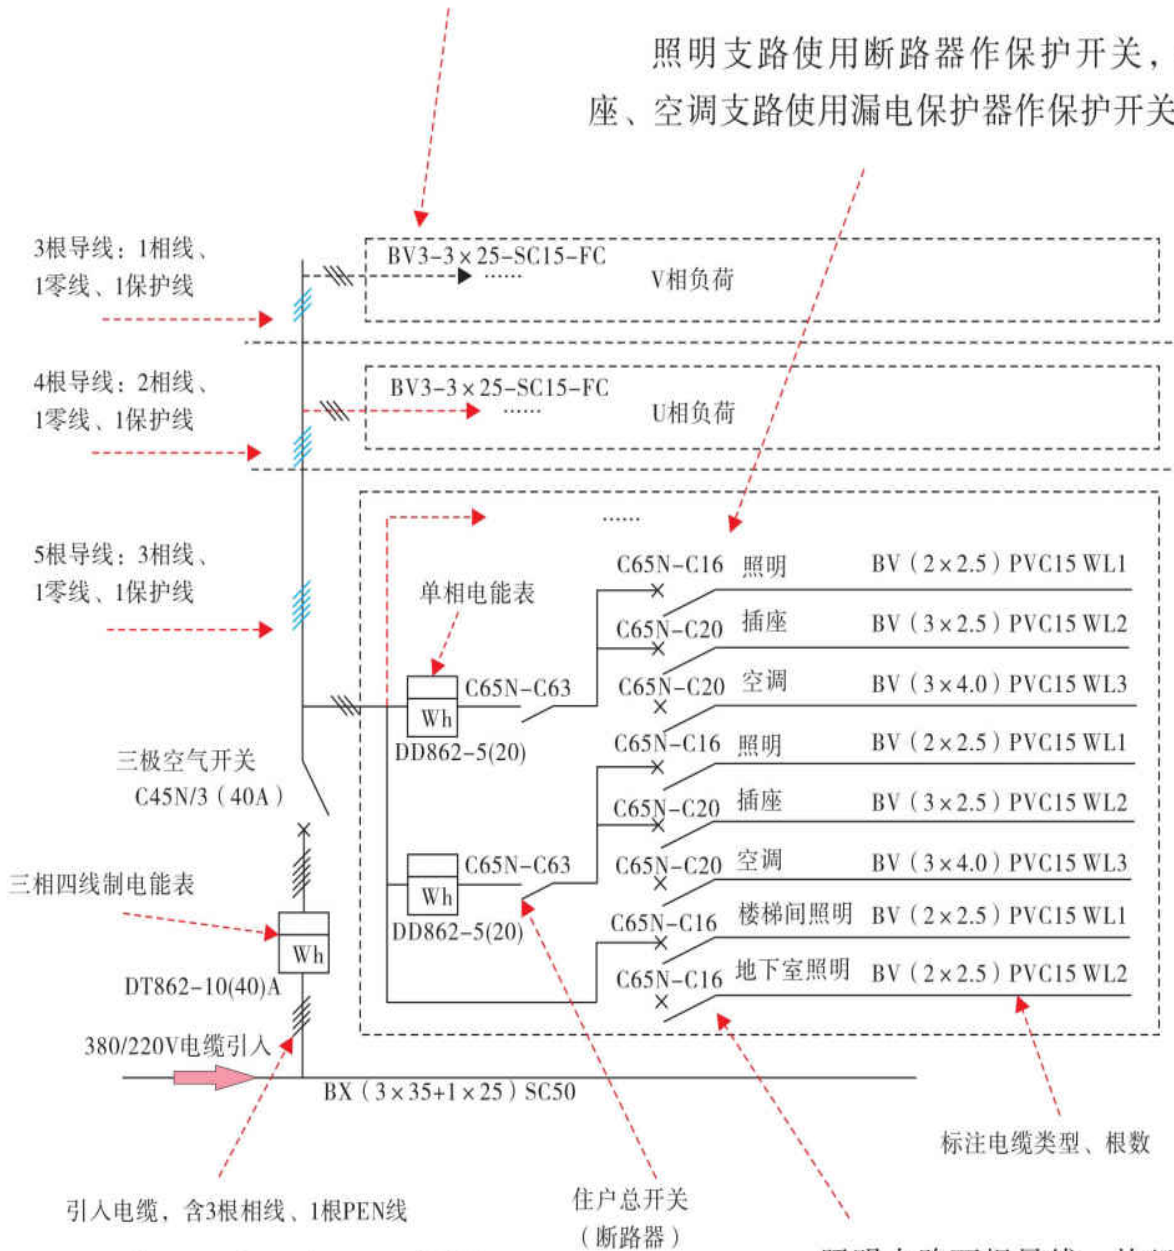 照明支路使用断路器作保护开关，
座、空调支路使用漏电保护器作保护开关
3根导线：1相线、
1零线、1保护线
BV3-3×25-SC15-FC
······
V相负荷
4根导线：2相线、
1零线、1保护线
BV3-3×25-SC15-FC
······
U相负荷
5根导线：3相线、
1零线、1保护线
······
单相电能表
C65N-C16 照明 BV（2×2.5）PVC15 WL1
C65N-C20 插座 BV（3×2.5）PVC15 WL2
C65N-C63
C65N-C20 空调 BV（3×4.0）PVC15 WL3
Wh
DD862-5(20)
C65N-C16 照明 BV（2×2.5）PVC15 WL1
三极空气开关
C45N/3（40A）
C65N-C20 插座 BV（3×2.5）PVC15 WL2
C65N-C63
C65N-C20 空调 BV（3×4.0）PVC15 WL3
三相四线制电能表
Wh
DD862-5(20)
C65N-C16 楼梯间照明 BV（2×2.5）PVC15 WL1
Wh
C65N-C16 地下室照明 BV（2×2.5）PVC15 WL2
DT862-10(40)A
380/220V电缆引入
BX（3×35+1×25）SC50
标注电缆类型、根数
引入电缆，含3根相线、1根PEN线
住户总开关
（断路器）